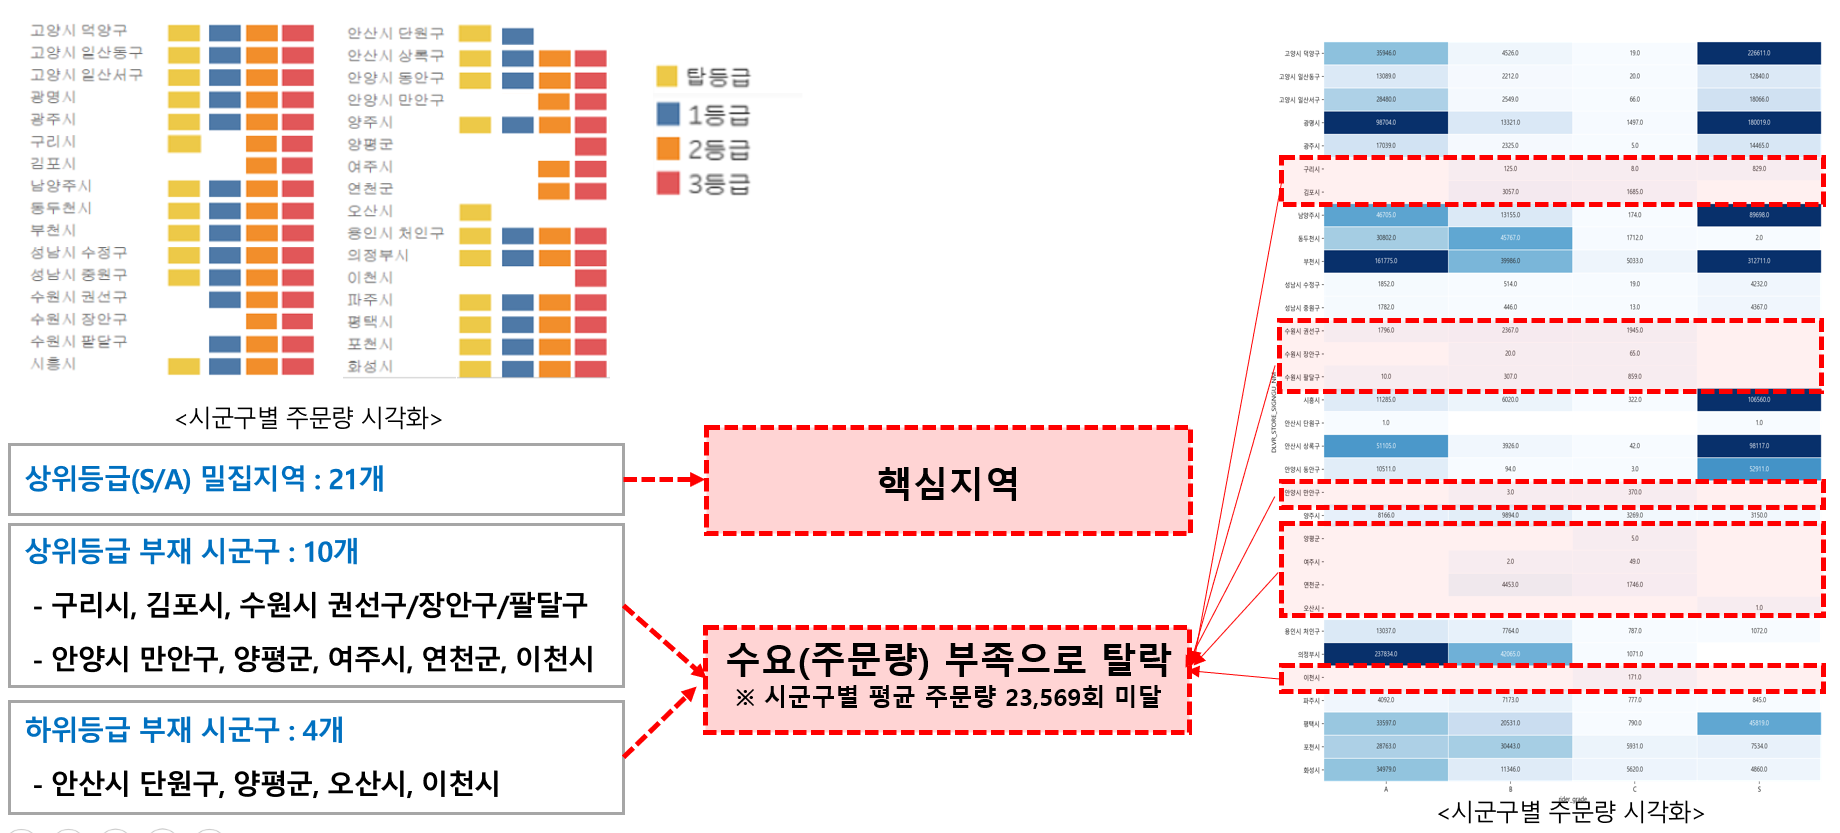 고양시 덕양구
고양시 일산동구
고양시 일산서구
광명시
광주시
구리시
김포시
남양주시
동두천시
부천시
성남시 수정구
성남시 중원구
수원시 권선구
수원시 장안구
수원시 팔달구
시흥시
안산시 단원구
안산시 상록구
안양시 동안구
안양시 만안구
양주시
양평군
여주시
연천군
오산시
용인시 처인구
의정부시
이천시
파주시
평택시
포천시
화성시
탑등급
1등급
2등급
3등급
<시군구별 주문량 시각화>
상위등급(S/A) 밀집지역 : 21개
상위등급 부재 시군구 : 10개
- 구리시, 김포시, 수원시 권선구/장안구/팔달구
- 안양시 만안구, 양평군, 여주시, 연천군, 이천시
하위등급 부재 시군구 : 4개
- 안산시 단원구, 양평군, 오산시, 이천시
핵심지역
수요(주문량) 부족으로 탈락
※ 시군구별 평균 주문량 23,569회 미달
고양시 덕양구 35946.0 4526.0 19.0 226611.0
고양시 일산동구 13089.0 2212.0 20.0 12840.0
고양시 일산서구 28480.0 2549.0 66.0 18066.0
광명시 98704.0 13321.0 1497.0 180019.0
광주시 17039.0 2325.0 5.0 14465.0
구리시 125.0 8.0 829.0
김포시 3057.0 1685.0
남양주시 46705.0 13155.0 174.0 89698.0
동두천시 30802.0 45767.0 1712.0 2.0
부천시 161775.0 39986.0 5033.0 312711.0
성남시 수정구 1852.0 514.0 19.0 4232.0
성남시 중원구 1782.0 446.0 13.0 4367.0
수원시 권선구 1796.0 2367.0 1945.0
수원시 장안구 20.0 65.0
수원시 팔달구 10.0 307.0 859.0
시흥시 11285.0 6020.0 322.0 106560.0
안산시 단원구 1.0 1.0
안산시 상록구 51105.0 3926.0 42.0 98117.0
안양시 동안구 10511.0 94.0 3.0 52911.0
안양시 만안구 3.0 370.0
양주시 8166.0 9894.0 3269.0 3150.0
양평군 5.0
여주시 2.0 49.0
연천군 4453.0 1746.0
오산시 1.0
용인시 처인구 13037.0 7764.0 787.0 1072.0
의정부시 237834.0 42065.0 1071.0
이천시 171.0
파주시 4092.0 7173.0 777.0 845.0
평택시 33597.0 20531.0 790.0 45819.0
포천시 28763.0 30443.0 5931.0 7534.0
화성시 34979.0 11346.0 5620.0 4860.0
A B C S
rider_grade
<시군구별 주문량 시각화>